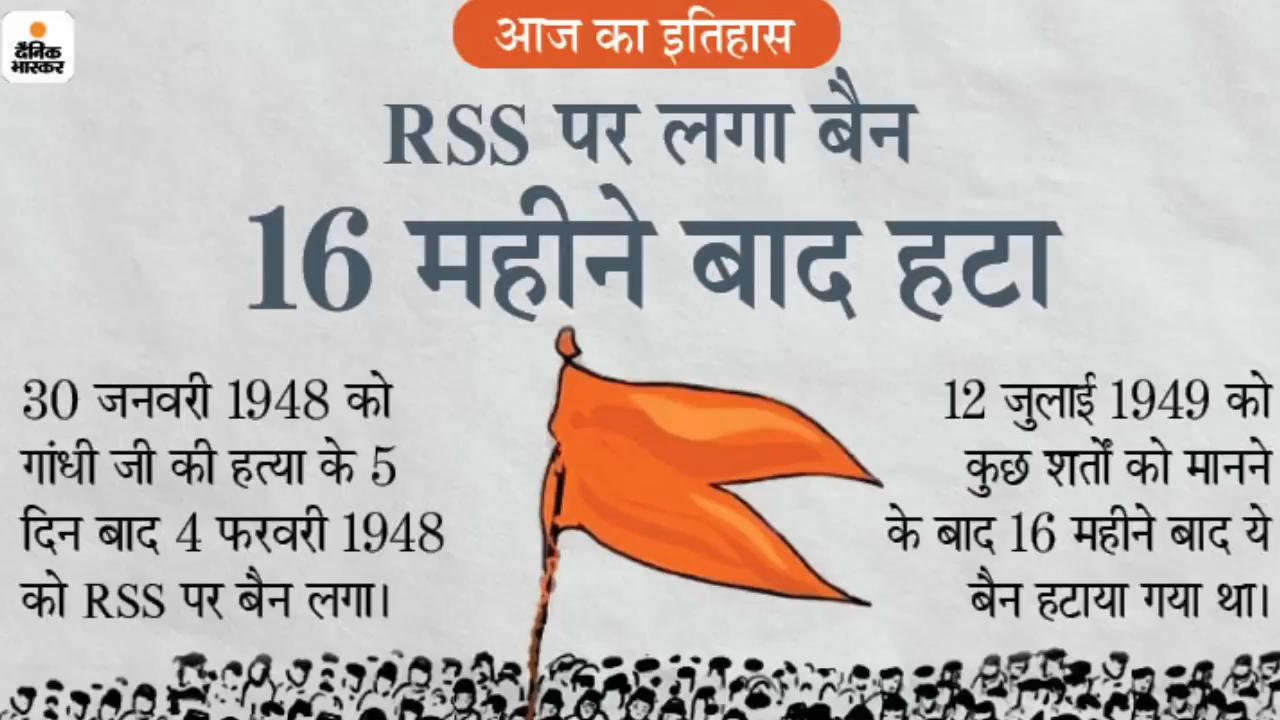 दैनिक
भास्कर
आज का इतिहास
RSS पर लगा बैन
16 महीने बाद हटा
30 जनवरी 1948 को
गांधी जी की हत्या के 5
दिन बाद 4 फरवरी 1948
को RSS पर बैन लगा।
12 जुलाई 1949 को
कुछ शर्तों को मानने
के बाद 16 महीने बाद ये
बैन हटाया गया था।